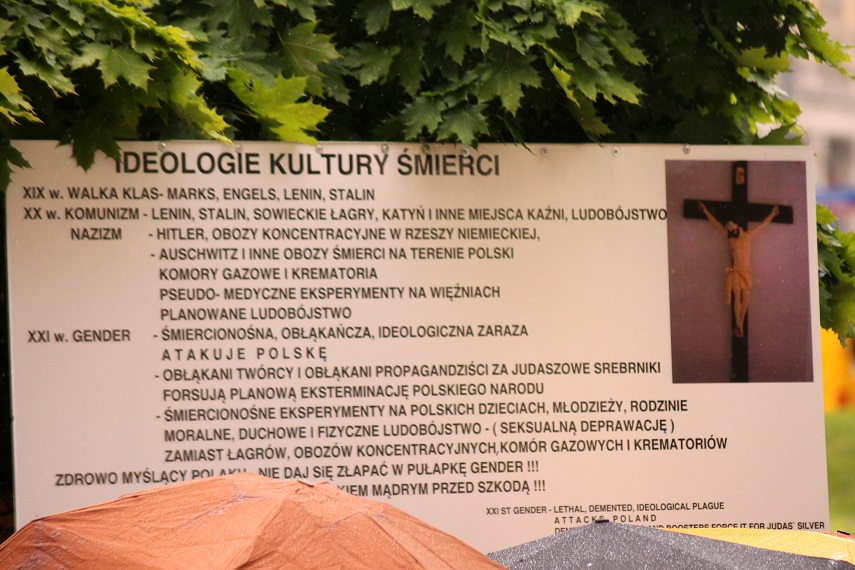 IDEOLOGIE KULTURY ŚMIERCI
XIX w. WALKA KLAS- MARKS, ENGELS, LENIN, STALIN
XX w. KOMUNIZM - LENIN, STALIN, SOWIECKIE ŁAGRY, KATYŃ I INNE MIEJSCA KAŹNI, LUDOBÓJSTWO
NAZIZM - HITLER, OBOZY KONCENTRACYJNE W RZESZY NIEMIECKIEJ,
- AUSCHWITZ I INNE OBOZY ŚMIERCI NA TERENIE POLSKI
KOMORY GAZOWE I KREMATORIA
PSEUDO- MEDYCZNE EKSPERYMENTY NA WIĘŹNIACH
PLANOWANE LUDOBÓJSTWO
XXI w. GENDER - ŚMIERCIONOŚNA, OBŁĄKAŃCZA, IDEOLOGICZNA ZARAZA
ATAKUJE POLSKĘ
- OBŁĄKANI TWÓRCY I OBŁĄKANI PROPAGANDZIŚCI ZA JUDASZOWE SREBRNIKI
FORSUJĄ PLANOWĄ EKSTERMINACJĘ POLSKIEGO NARODU
- ŚMIERCIONOŚNE EKSPERYMENTY NA POLSKICH DZIECIACH, MŁODZIEŻY, RODZINIE
MORALNE, DUCHOWE I FIZYCZNE LUDOBÓJSTWO - ( SEKSUALNĄ DEPRAWACJĘ )
ZAMIAST ŁAGRÓW, OBOZÓW KONCENTRACYJNYCH,KOMÓR GAZOWYCH I KREMATORIÓW
ZDROWO MYŚLĄCY POLAKU - NIE DAJ SIĘ ZŁAPAĆ W PUŁAPKĘ GENDER !!!
MĄDRYM PRZED SZKODĄ !!!
XXI ST GENDER - LETHAL, DEMENTED, IDEOLOGICAL PLAGUE
ATTACKS POLAND
BOOSTERS FORCE IT FOR JUDAS` SILVER